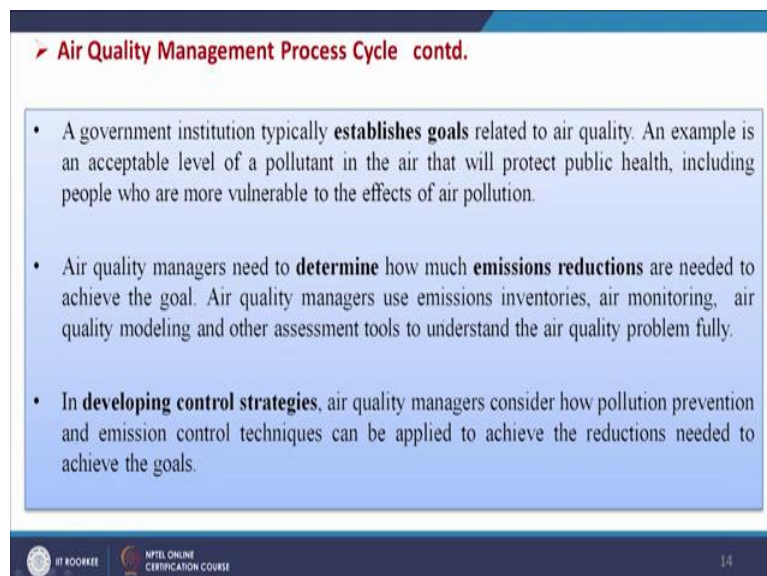 ➢ Air Quality Management Process Cycle contd.
• A government institution typically establishes goals related to air quality. An example is
an acceptable level of a pollutant in the air that will protect public health, including
people who are more vulnerable to the effects of air pollution.
• Air quality managers need to determine how much emissions reductions are needed to
achieve the goal. Air quality managers use emissions inventories, air monitoring, air
quality modeling and other assessment tools to understand the air quality problem fully.
• In developing control strategies, air quality managers consider how pollution prevention
and emission control techniques can be applied to achieve the reductions needed to
achieve the goals.
IIT ROORKEE
NPTEL ONLINE
CERTIFICATION COURSE
14